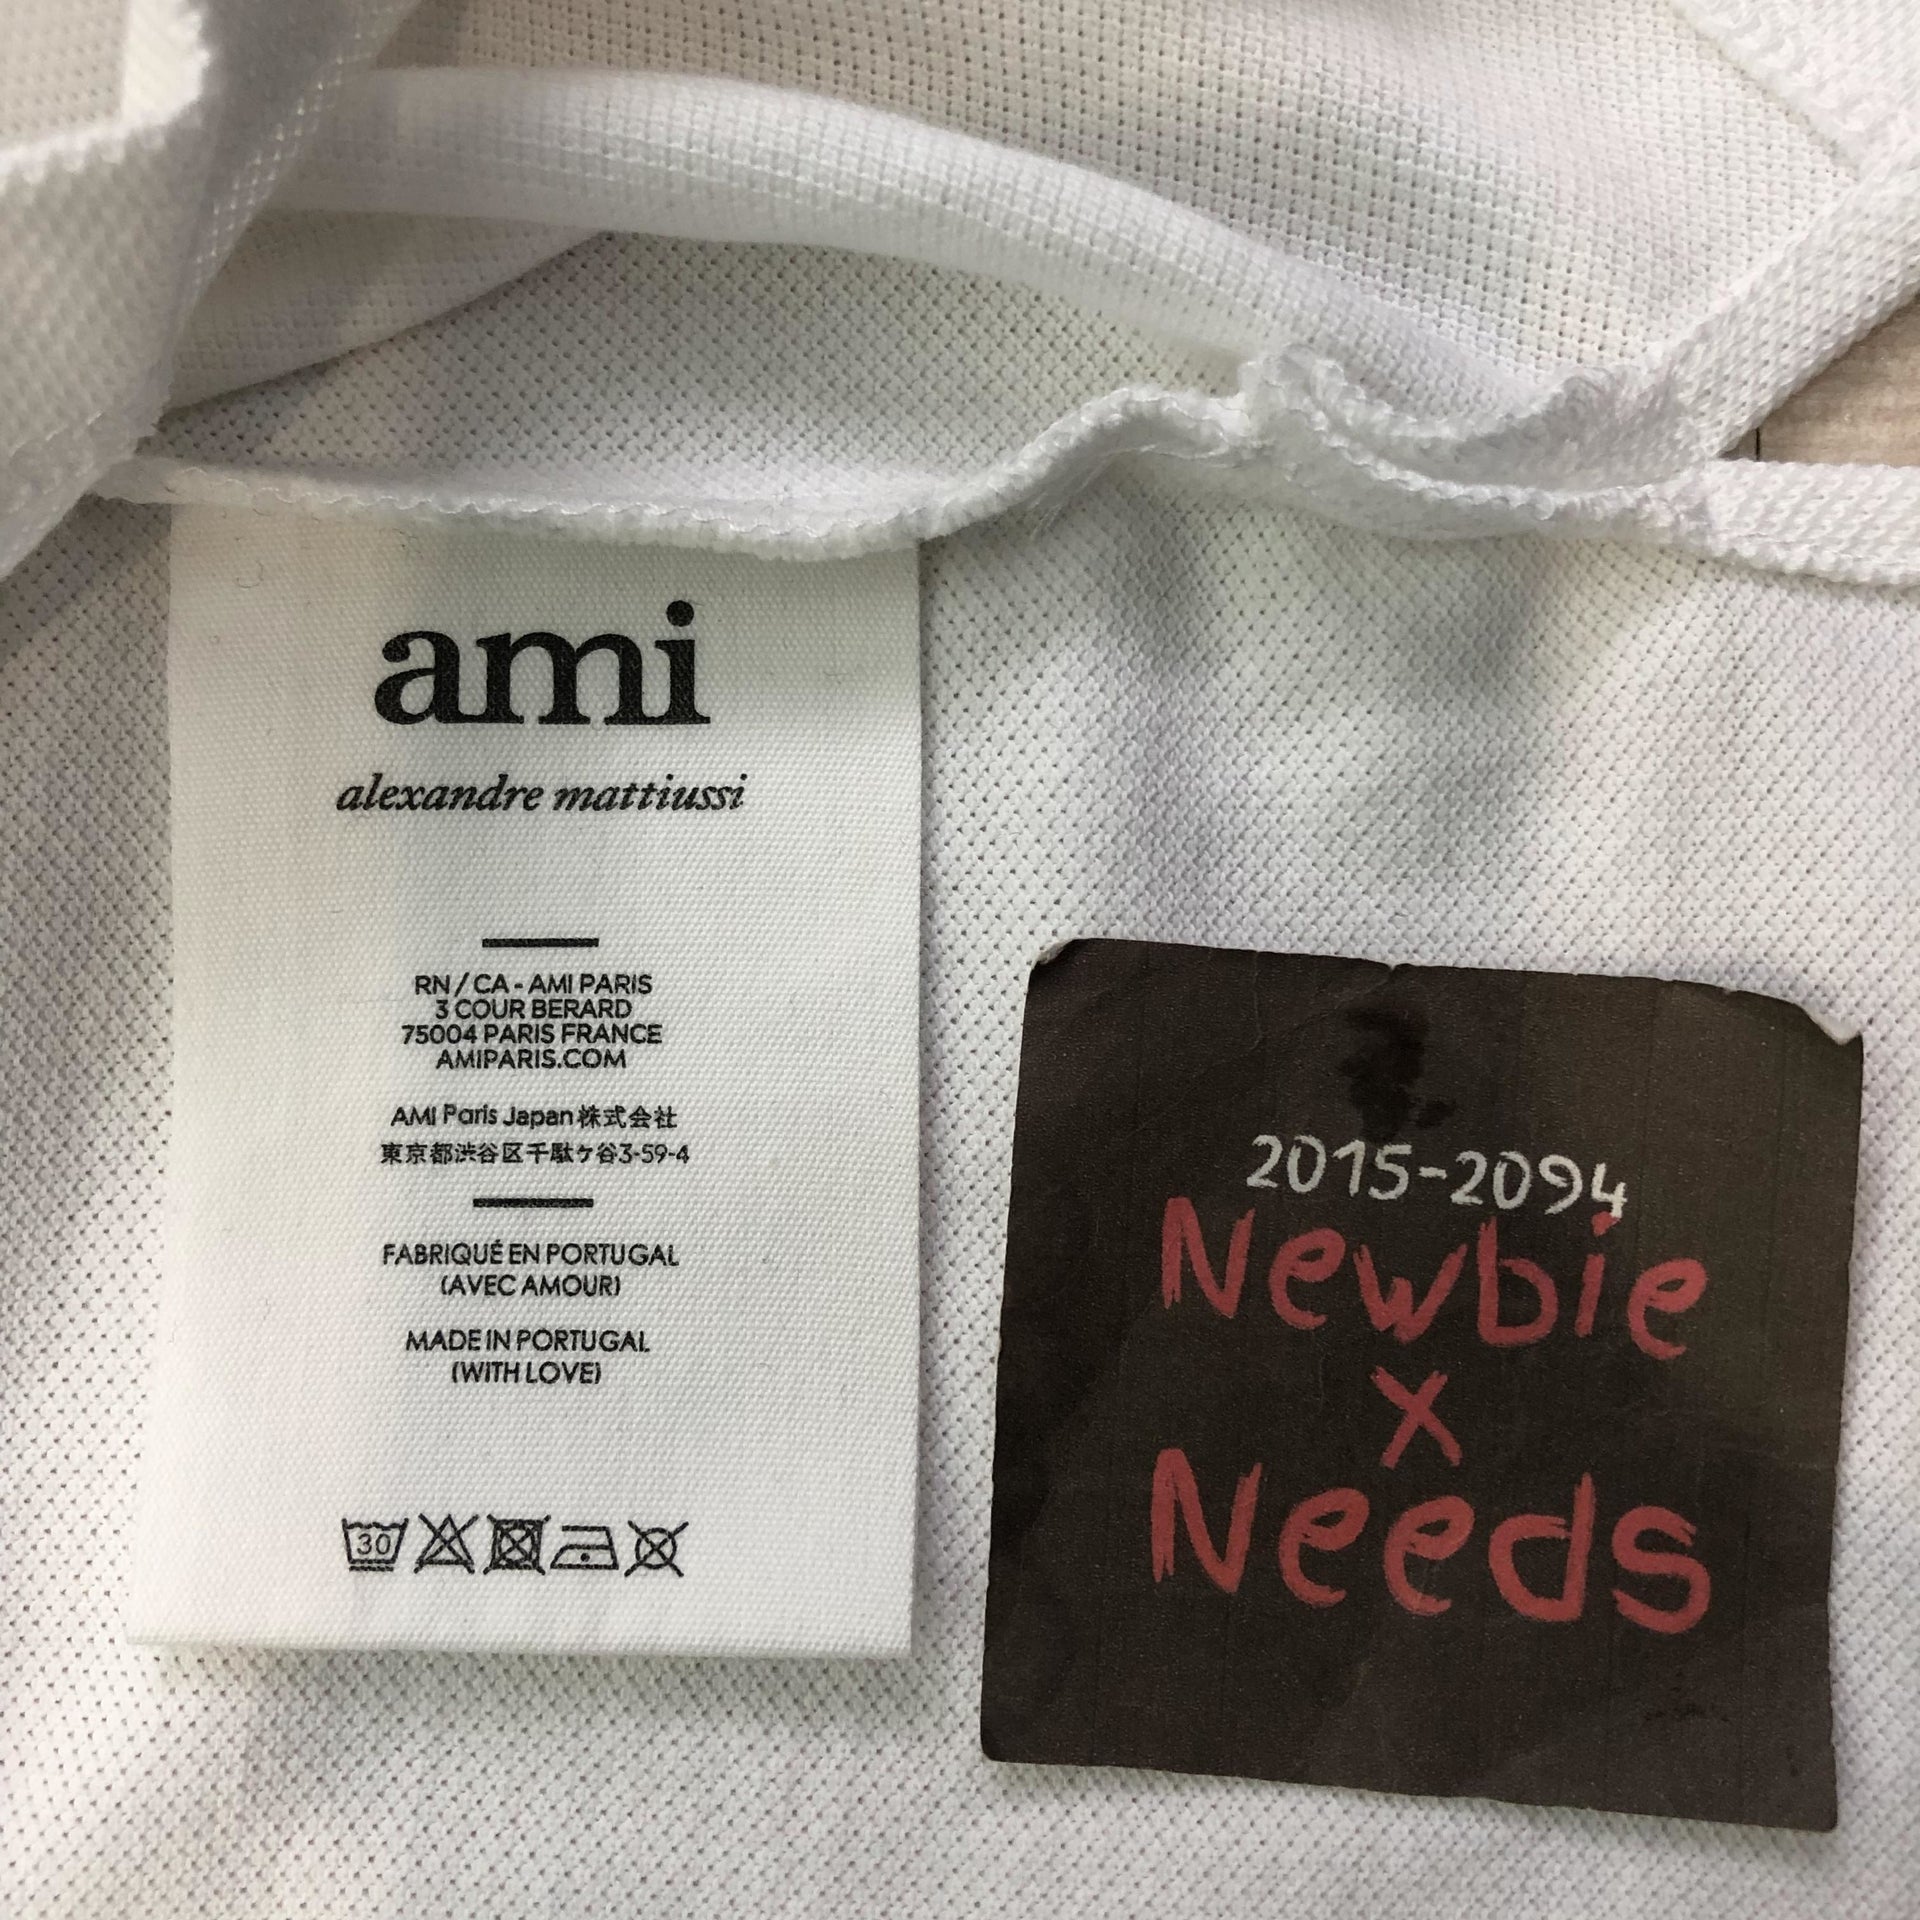 ami
alexandre mattiussi
RN / CA - AMI PARIS
3 COUR BERARD
75004 PARIS FRANCE
AMIPARIS.COM
AMI Paris Japan株式会社
東京都渋谷区千駄ケ谷3-59-4
FABRIQUÉ EN PORTUGAL
(AVEC AMOUR)
MADE IN PORTUGAL
(WITH LOVE)
30
2015-2094
Newbie
x
Needs